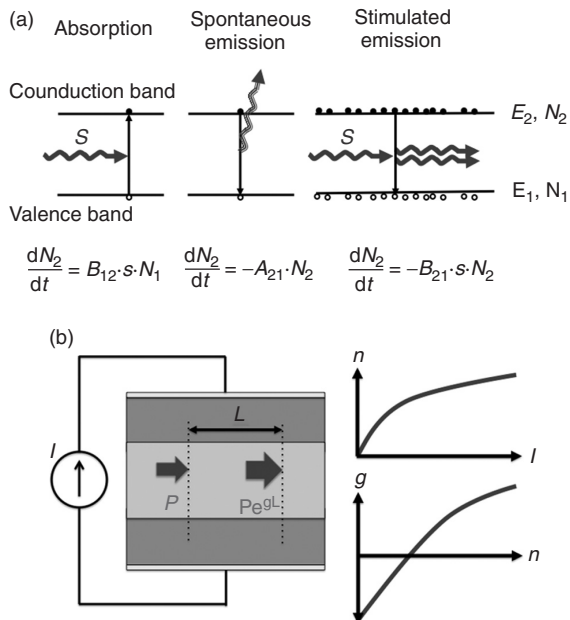 (a)
Absorption
Spontaneous
emission
Stimulated
emission
Counduction band
S
S
E2, N2
E1, N1
Valence band
dN2/dt = B12·s·N1
dN2/dt = −A21·N2
dN2/dt = −B21·s·N2
(b)
I
L
P
Pe^gL
n
I
g
n